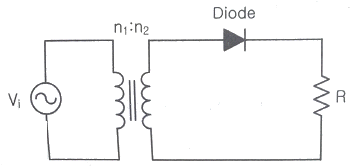 Diode
n₁:n₂
Vᵢ
R